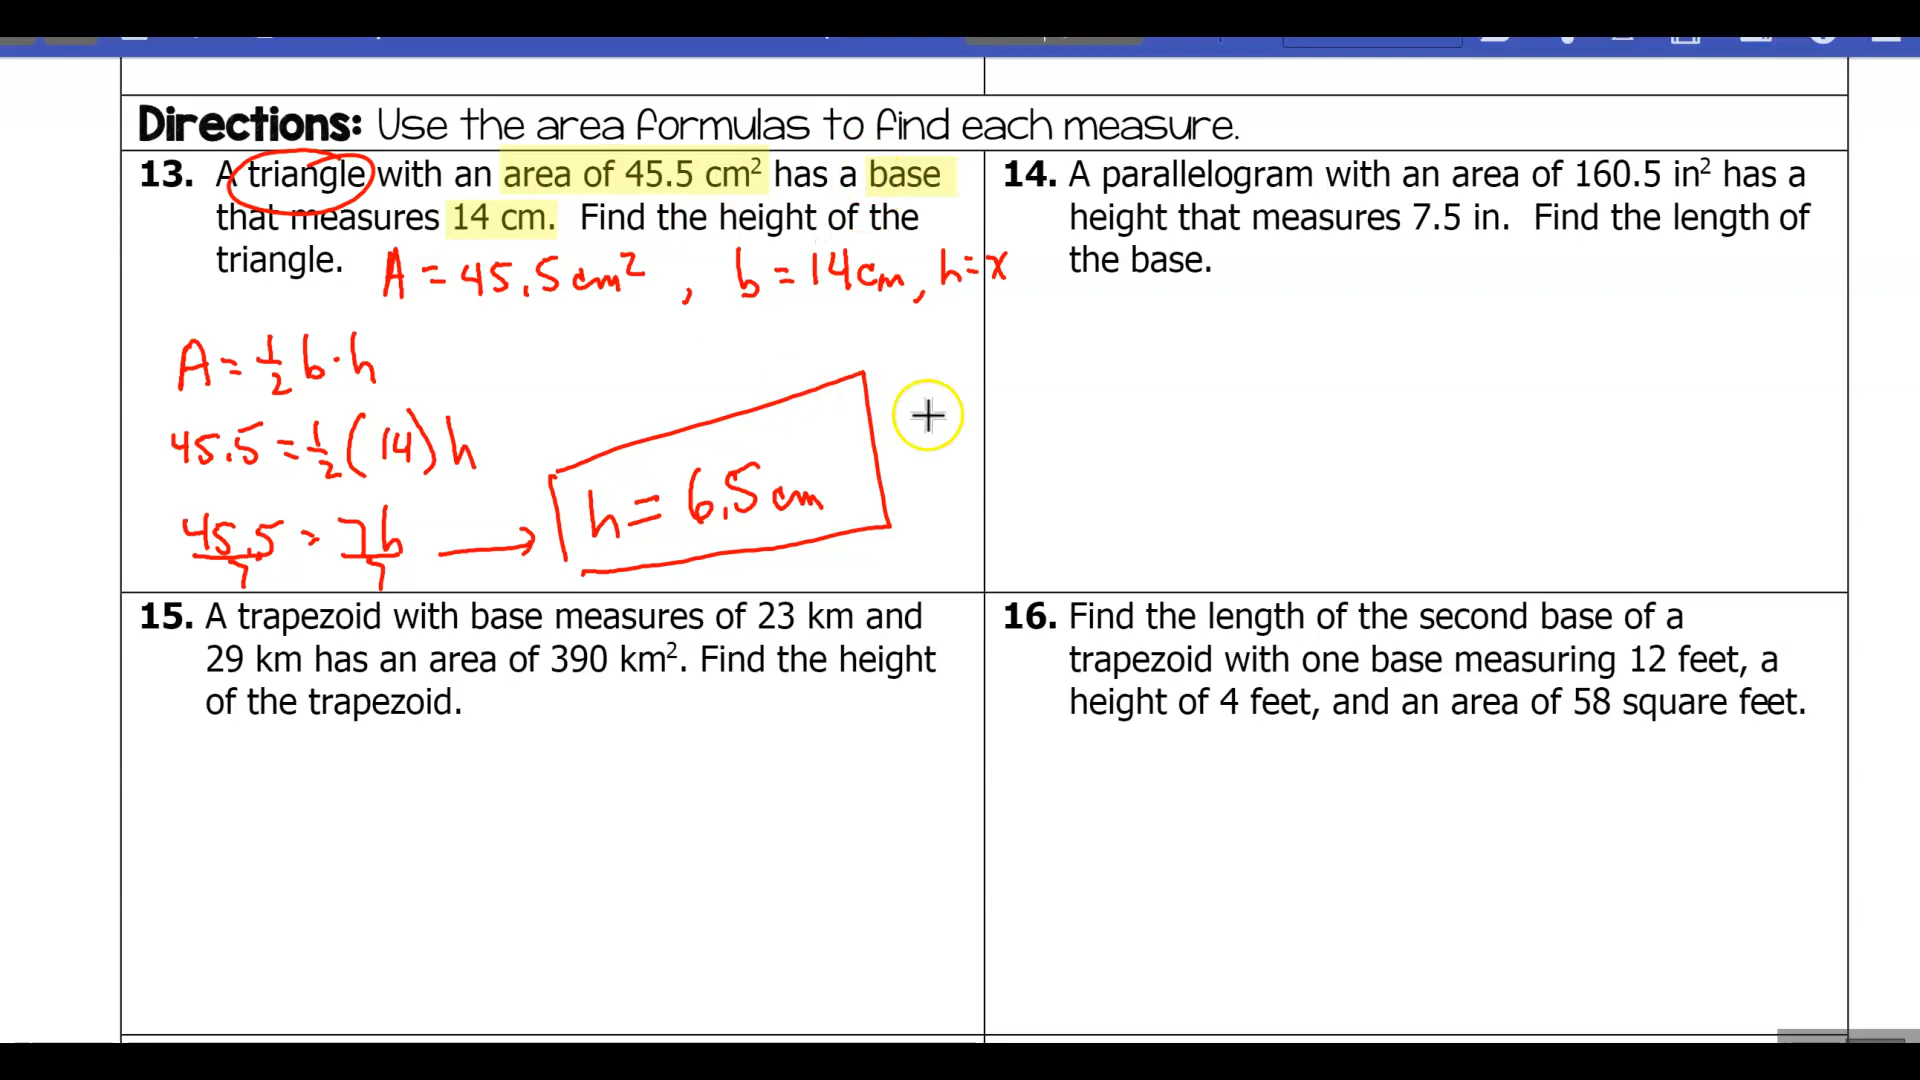 Directions: Use the area formulas to find each measure.
13. A triangle with an area of 45.5 cm² has a base
that measures 14 cm. Find the height of the
triangle.
A = 45.5 cm², b = 14 cm, h = x
A = 1/2 b · h
45.5 = 1/2 (14) h
45.5/7 = 7h/7
h = 6.5 cm
14. A parallelogram with an area of 160.5 in² has a
height that measures 7.5 in. Find the length of
the base.
15. A trapezoid with base measures of 23 km and
29 km has an area of 390 km². Find the height
of the trapezoid.
16. Find the length of the second base of a
trapezoid with one base measuring 12 feet, a
height of 4 feet, and an area of 58 square feet.